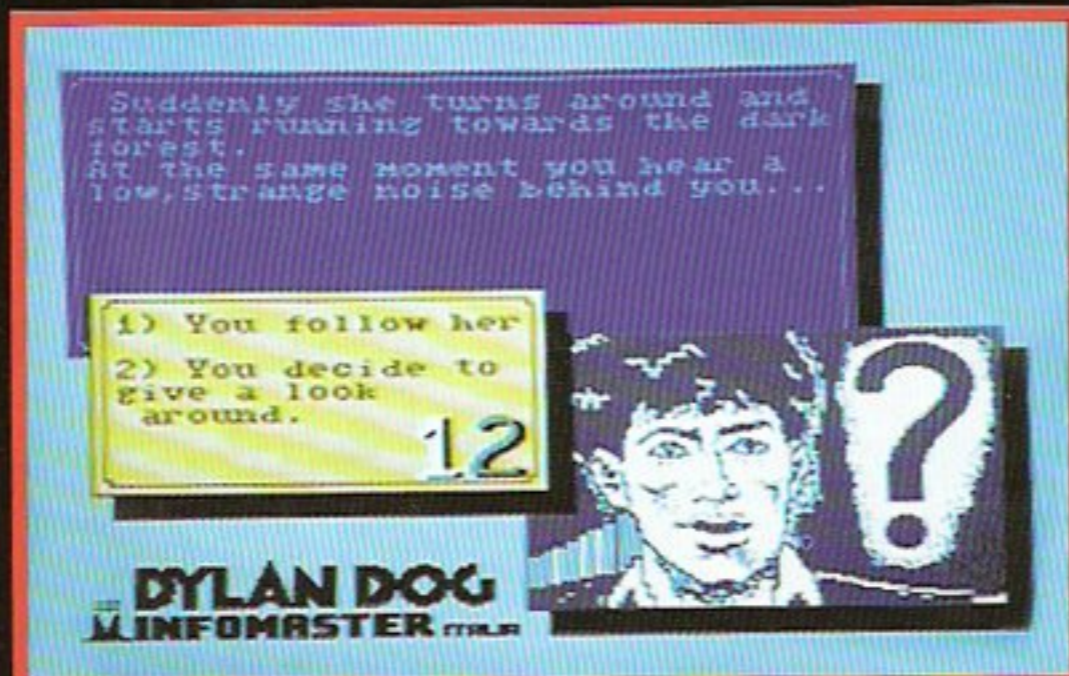 Suddenly she turns around and
starts running towards the dark
forest.
At the same moment you hear a
low,strange noise behind you...
1) You follow her
2) You decide to
give a look
around.
12
?
DYLAN DOG
INFOMASTER ITALIA